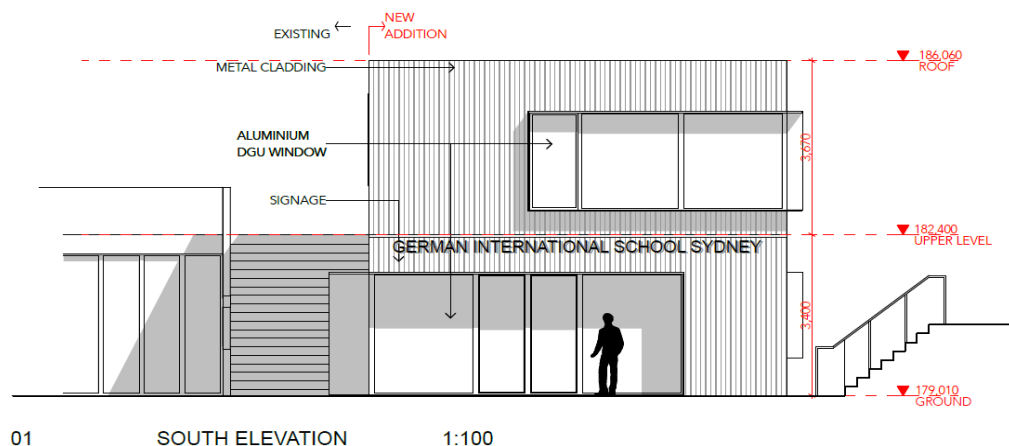 NEW
EXISTING
ADDITION
186,060
ROOF
METAL CLADDING
ALUMINIUM
DGU WINDOW
3,670
SIGNAGE
182,400
UPPER LEVEL
GERMAN INTERNATIONAL SCHOOL SYDNEY
3,400
179,010
GROUND
01 SOUTH ELEVATION 1:100